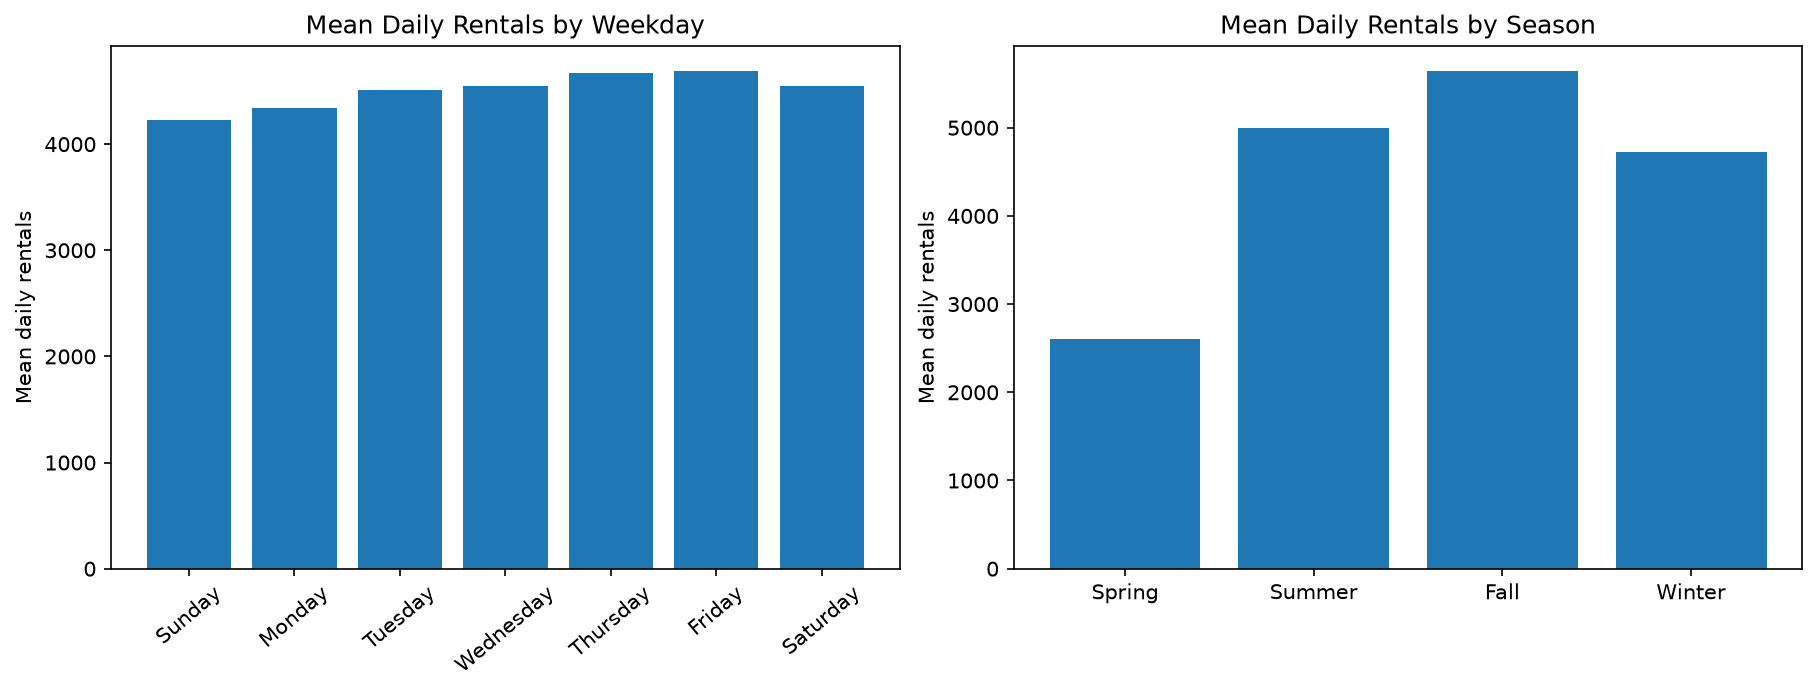 Mean Daily Rentals by Weekday
Mean daily rentals
4000
3000
2000
1000
0
Sunday
Monday
Tuesday
Wednesday
Thursday
Friday
Saturday
Mean Daily Rentals by Season
Mean daily rentals
5000
4000
3000
2000
1000
0
Spring
Summer
Fall
Winter